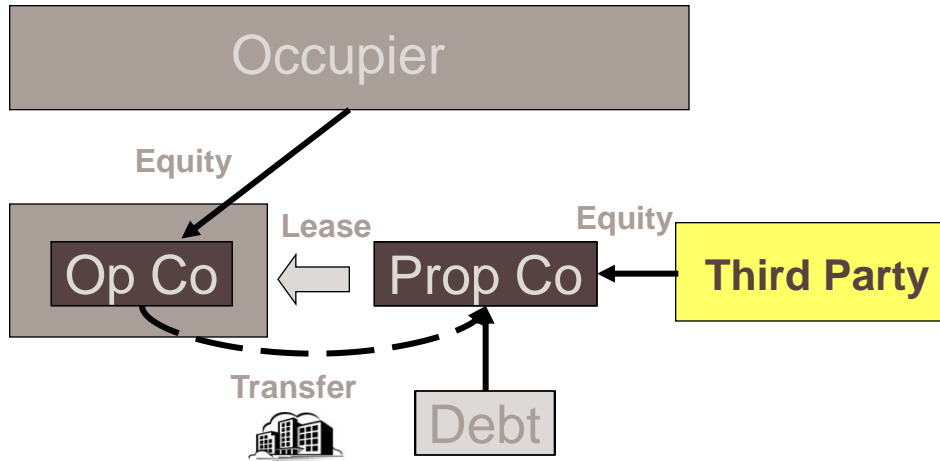 Occupier
Equity
Equity
Lease
Op Co
Prop Co
Third Party
Transfer
Debt